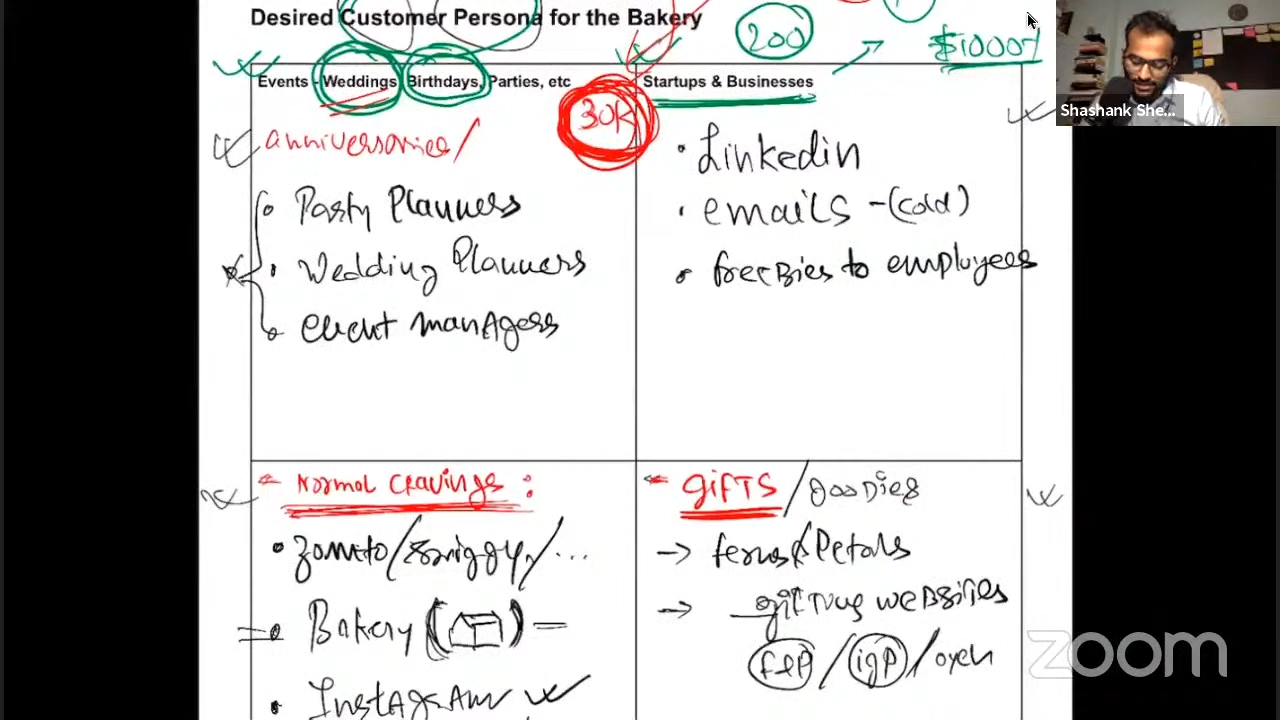 Desired Customer Persona for the Bakery
200
$1000/
Events - Weddings, Birthdays, Parties, etc
Startups & Businesses
Shashank She...
30K
anniversaries/
• Linkedin
• Party Planners
• emails - (cold)
• Wedding Planners
• freebies to employees
• Event managers
Normal Cravings :
GIFTS / goodies
• Zomato/Swiggy/...
→ ferns & Petals
→ gifting websites
• Bakery ( ) =
fnp / igp / oyeh
• Instagram
zoom